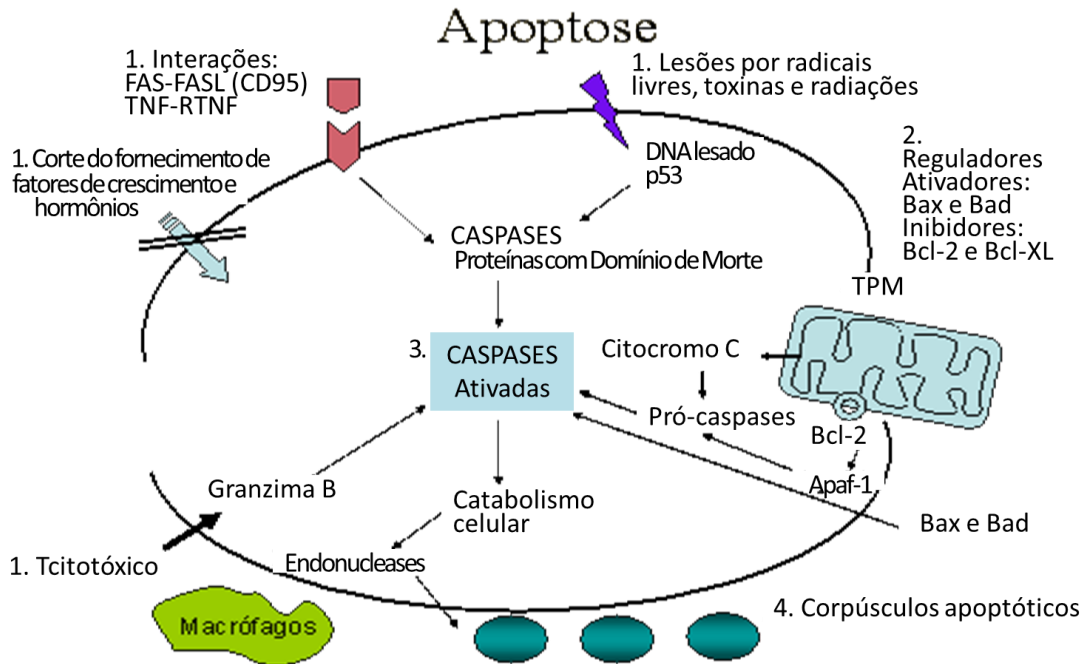 Apoptose
1. Interações:
FAS-FASL (CD95)
TNF-RTNF
1. Lesões por radicais
livres, toxinas e radiações
1. Corte do fornecimento de
fatores de crescimento e
hormônios
DNA lesado
p53
2.
Reguladores
Ativadores:
Bax e Bad
Inibidores:
Bcl-2 e Bcl-XL
CASPASES
Proteínas com Domínio de Morte
TPM
3.
CASPASES
Ativadas
Citocromo C
Pró-caspases
Bcl-2
Apaf-1
Granzima B
Catabolismo
celular
Bax e Bad
1. Tcitotóxico
Endonucleases
4. Corpúsculos apoptóticos
Macrófagos